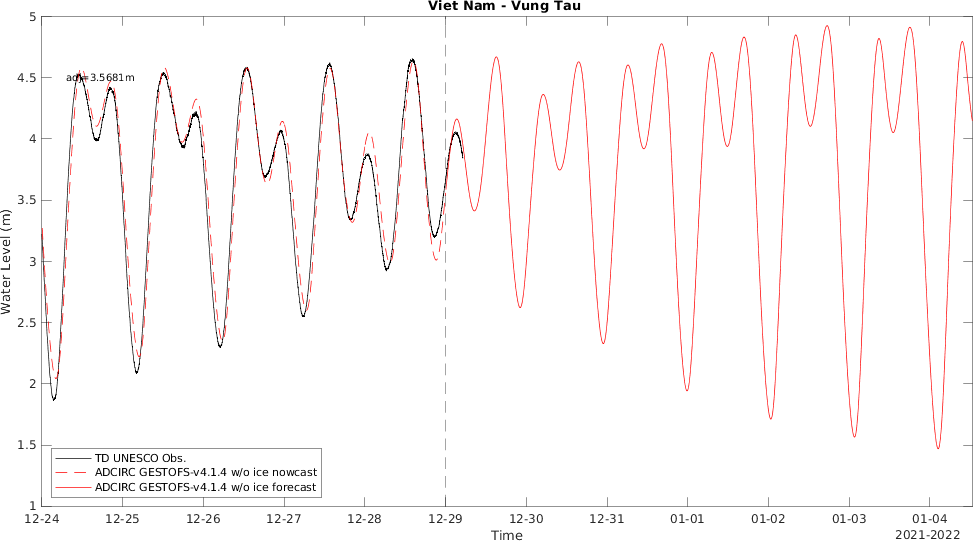 Viet Nam - Vung Tau
5
4.5
4
3.5
3
2.5
2
1.5
1
Water Level (m)
adj=3.5681m
TD UNESCO Obs.
ADCIRC GESTOFS-v4.1.4 w/o ice nowcast
ADCIRC GESTOFS-v4.1.4 w/o ice forecast
12-24 12-25 12-26 12-27 12-28 12-29 12-30 12-31 01-01 01-02 01-03 01-04
2021-2022
Time